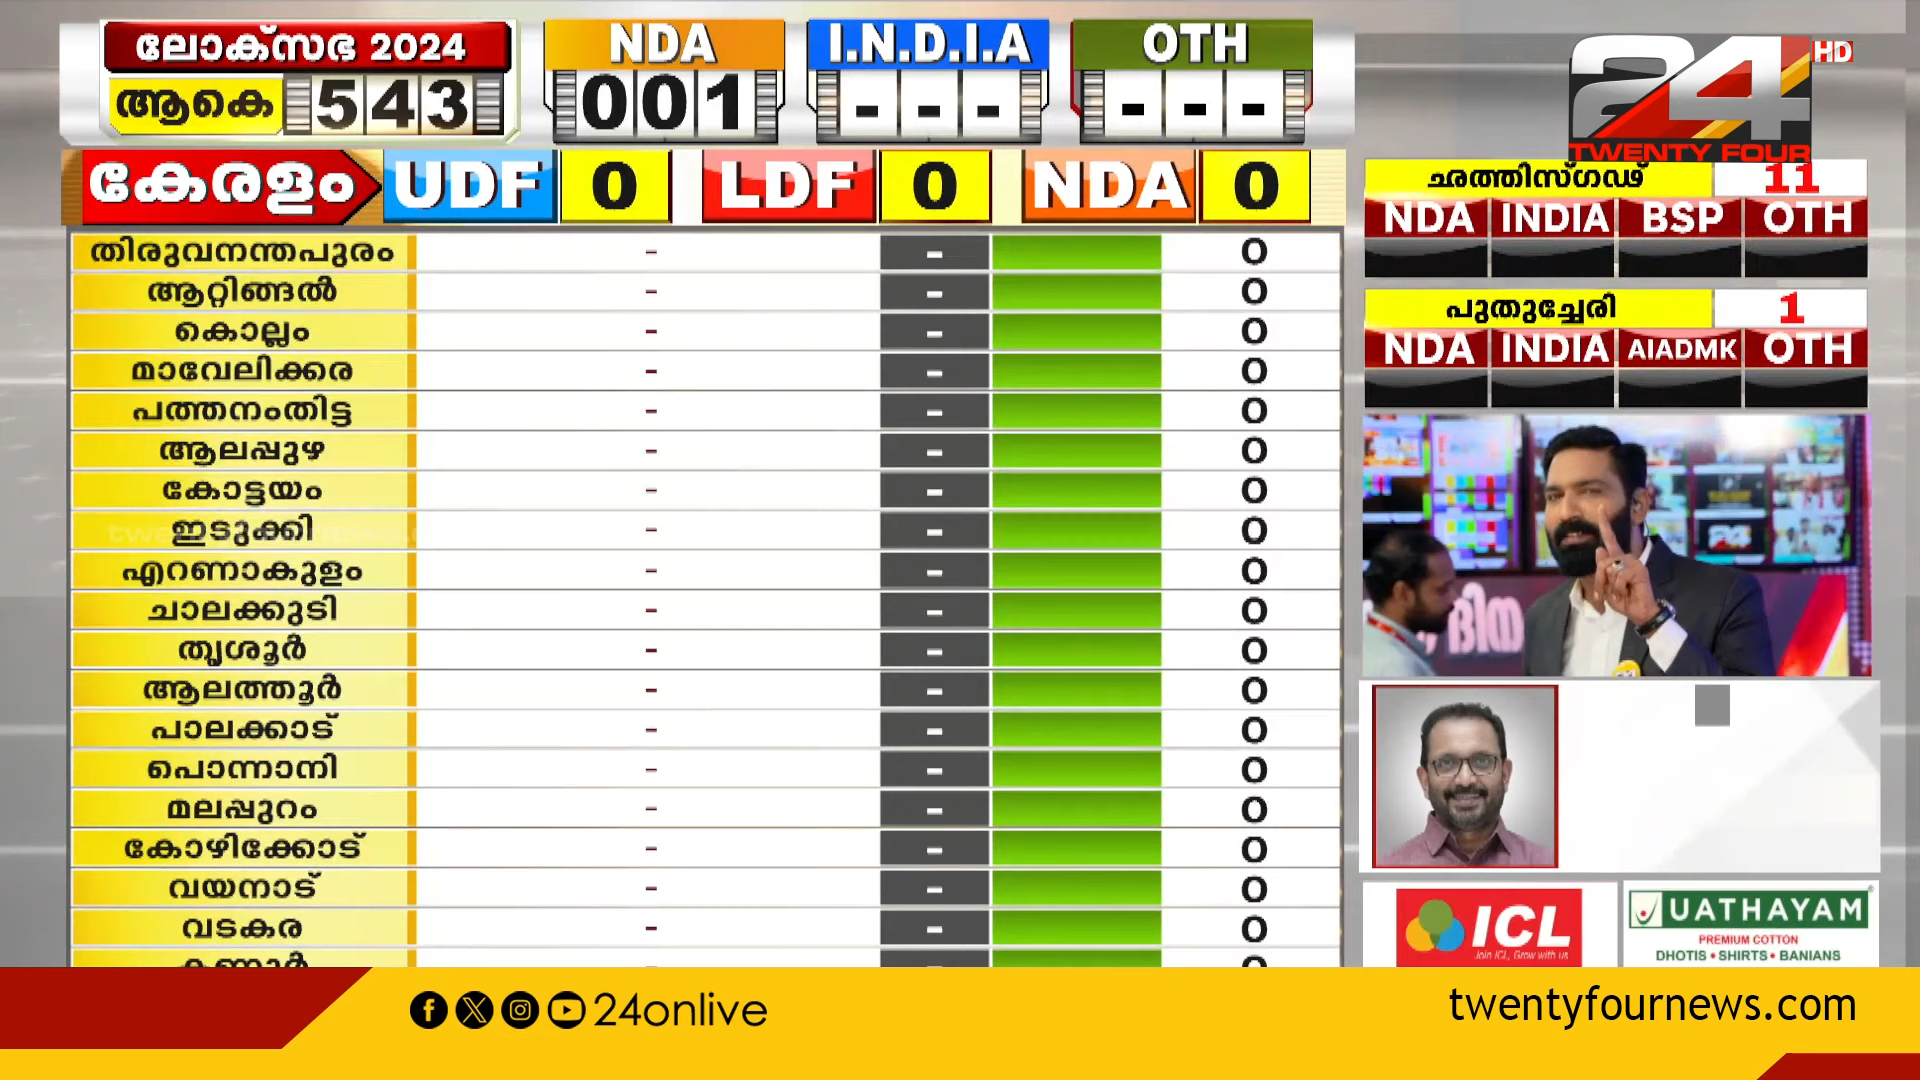 ലോക്സഭ 2024
ആകെ 543
NDA
001
I.N.D.I.A
- - -
OTH
- - -
24 HD
TWENTY FOUR
കേരളം UDF 0 LDF 0 NDA 0
തിരുവനന്തപുരം - - 0
ആറ്റിങ്ങൽ - - 0
കൊല്ലം - - 0
മാവേലിക്കര - - 0
പത്തനംതിട്ട - - 0
ആലപ്പുഴ - - 0
കോട്ടയം - - 0
ഇടുക്കി - - 0
എറണാകുളം - - 0
ചാലക്കുടി - - 0
തൃശൂർ - - 0
ആലത്തൂർ - - 0
പാലക്കാട് - - 0
പൊന്നാനി - - 0
മലപ്പുറം - - 0
കോഴിക്കോട് - - 0
വയനാട് - - 0
വടകര - - 0
ഛത്തിസ്ഗഢ് 11
NDA INDIA BSP OTH
പുതുച്ചേരി 1
NDA INDIA AIADMK OTH
24
ദിന
ICL
Join ICL, Grow with us
UATHAYAM
PREMIUM COTTON
DHOTIS • SHIRTS • BANIANS
24onlive
twentyfournews.com